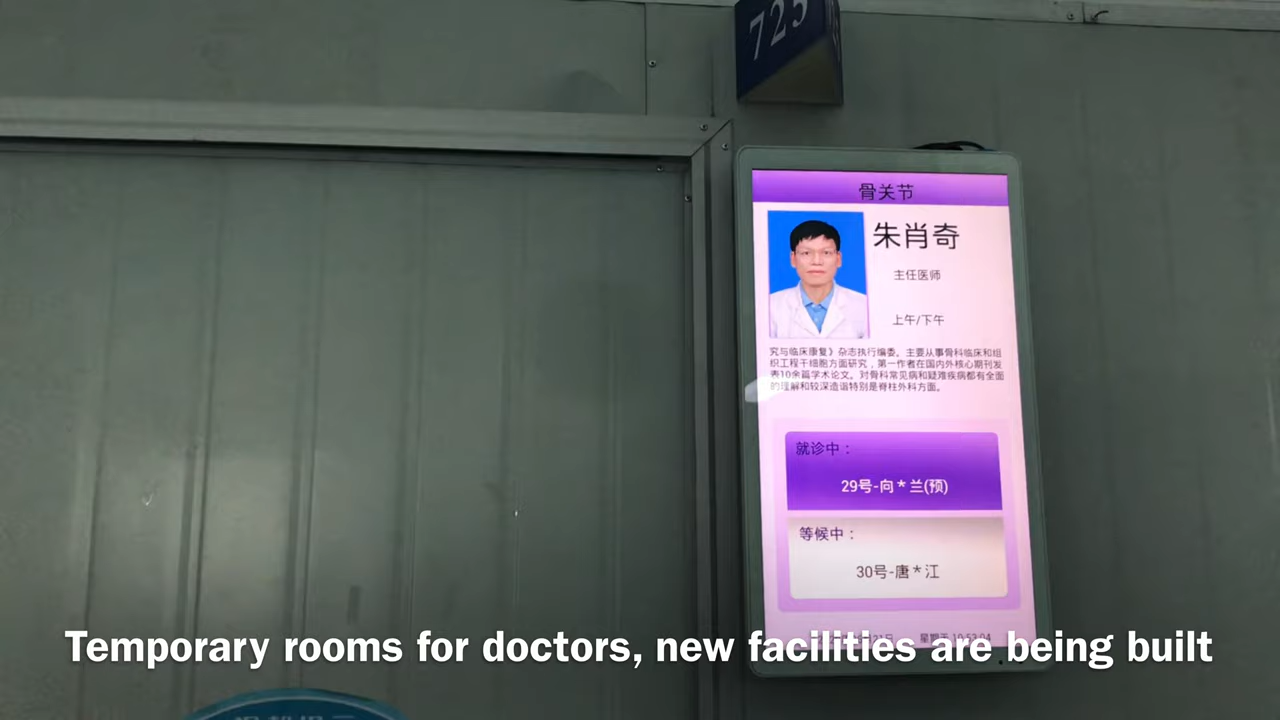 725
骨关节
朱肖奇
主任医师
上午/下午
究与临床康复》杂志执行编委。主要从事骨科临床和组
织工程干细胞方面研究，第一作者在国内外核心期刊发
表10余篇学术论文。对骨科常见病和疑难疾病都有全面
的理解和较深造诣特别是脊柱外科方面。
就诊中：
29号-向*兰(预)
等候中：
30号-唐*江
Temporary rooms for doctors, new facilities are being built